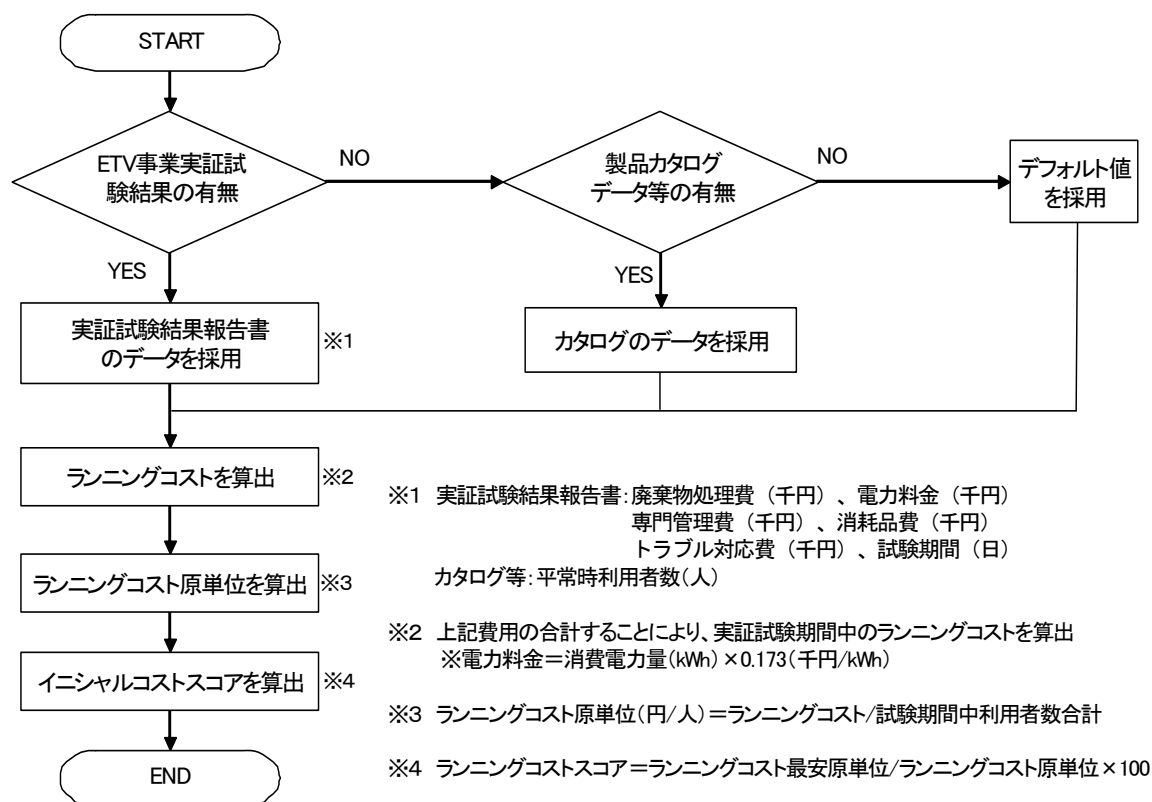 START
ETV事業実証試
験結果の有無
NO
製品カタログ
データ等の有無
NO
デフォルト値
を採用
YES
YES
実証試験結果報告書
のデータを採用
※1
カタログのデータを採用
ランニングコストを算出
※2
ランニングコスト原単位を算出
※3
イニシャルコストスコアを算出
※4
END
※1 実証試験結果報告書:廃棄物処理費(千円)、電力料金(千円)
専門管理費(千円)、消耗品費(千円)
トラブル対応費(千円)、試験期間(日)
カタログ等:平常時利用者数(人)
※2 上記費用の合計することにより、実証試験期間中のランニングコストを算出
※電力料金=消費電力量(kWh)×0.173(千円/kWh)
※3 ランニングコスト原単位(円/人)=ランニングコスト/試験期間中利用者数合計
※4 ランニングコストスコア=ランニングコスト最安原単位/ランニングコスト原単位×100